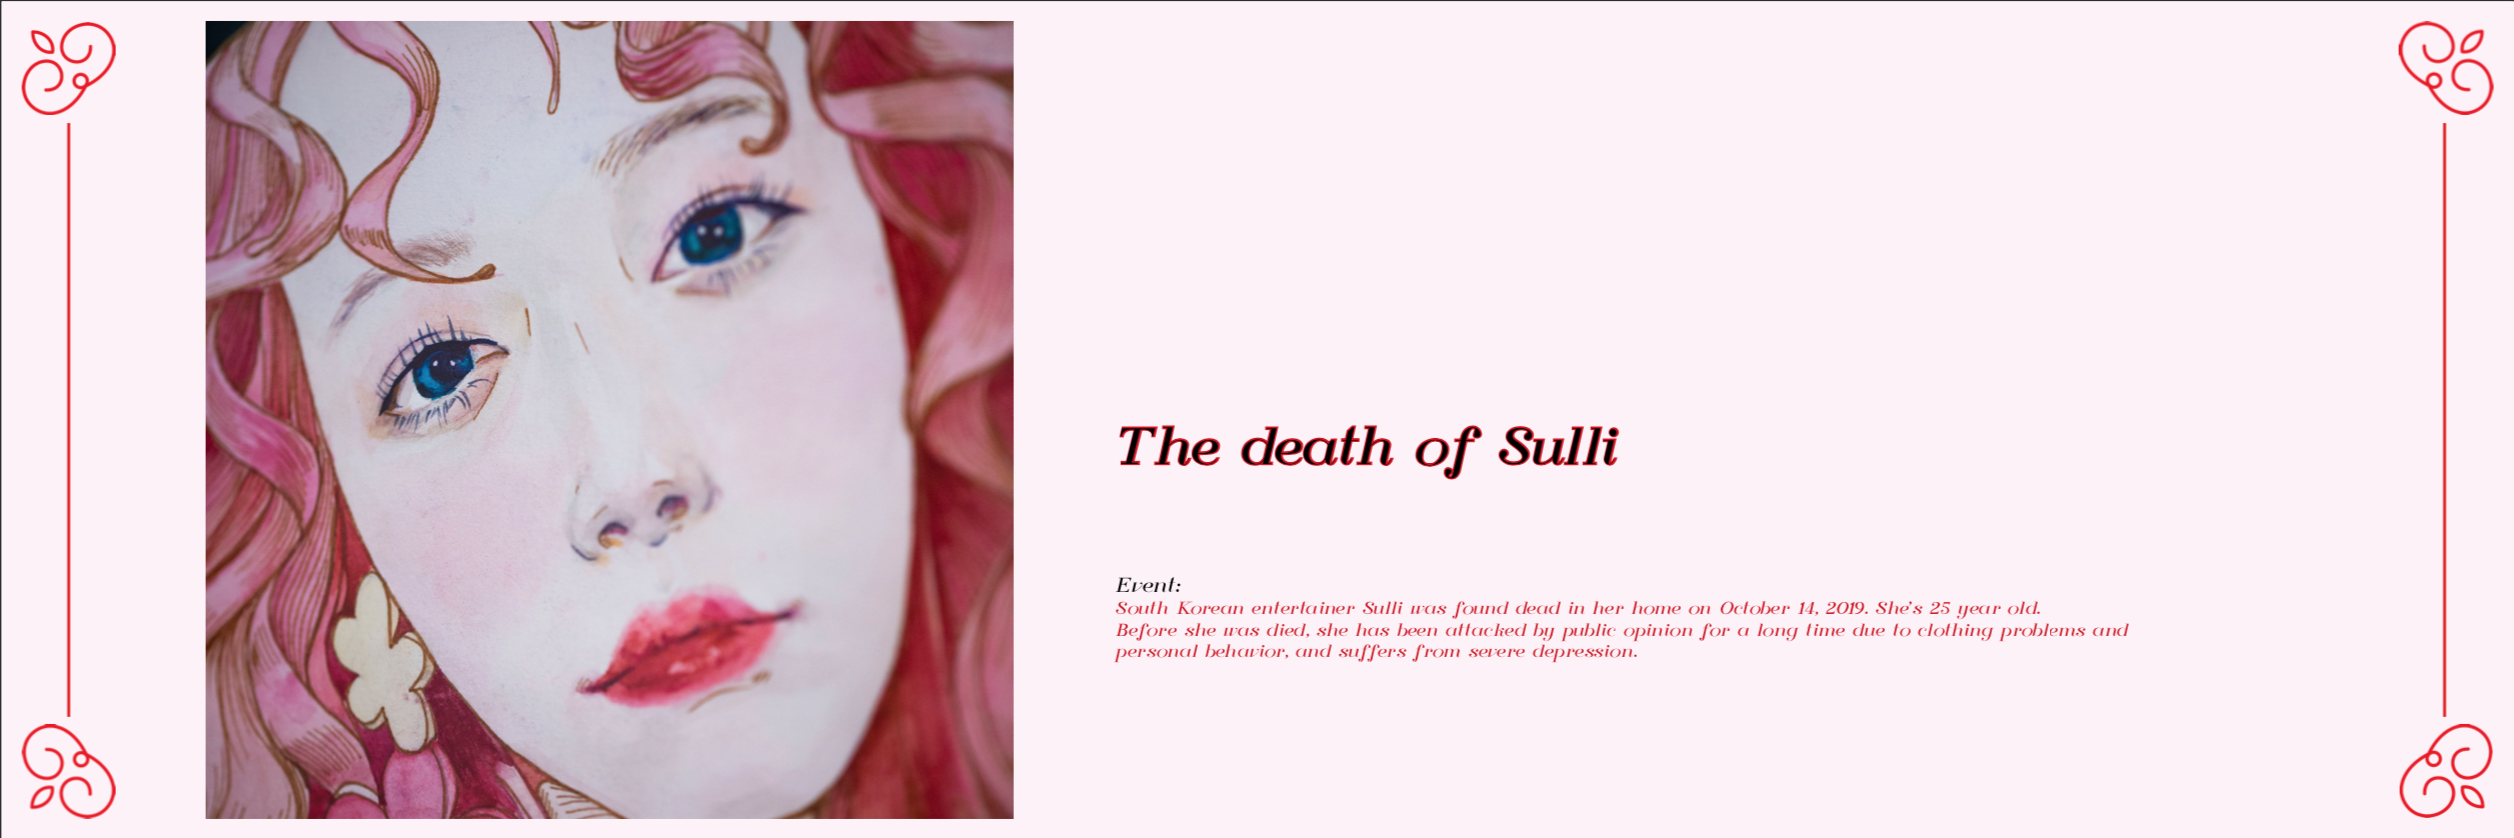 The death of Sulli
Event:
South Korean entertainer Sulli was found dead in her home on October 14, 2019. She's 25 year old.
Before she was died, she has been attacked by public opinion for a long time due to clothing problems and
personal behavior, and suffers from severe depression.